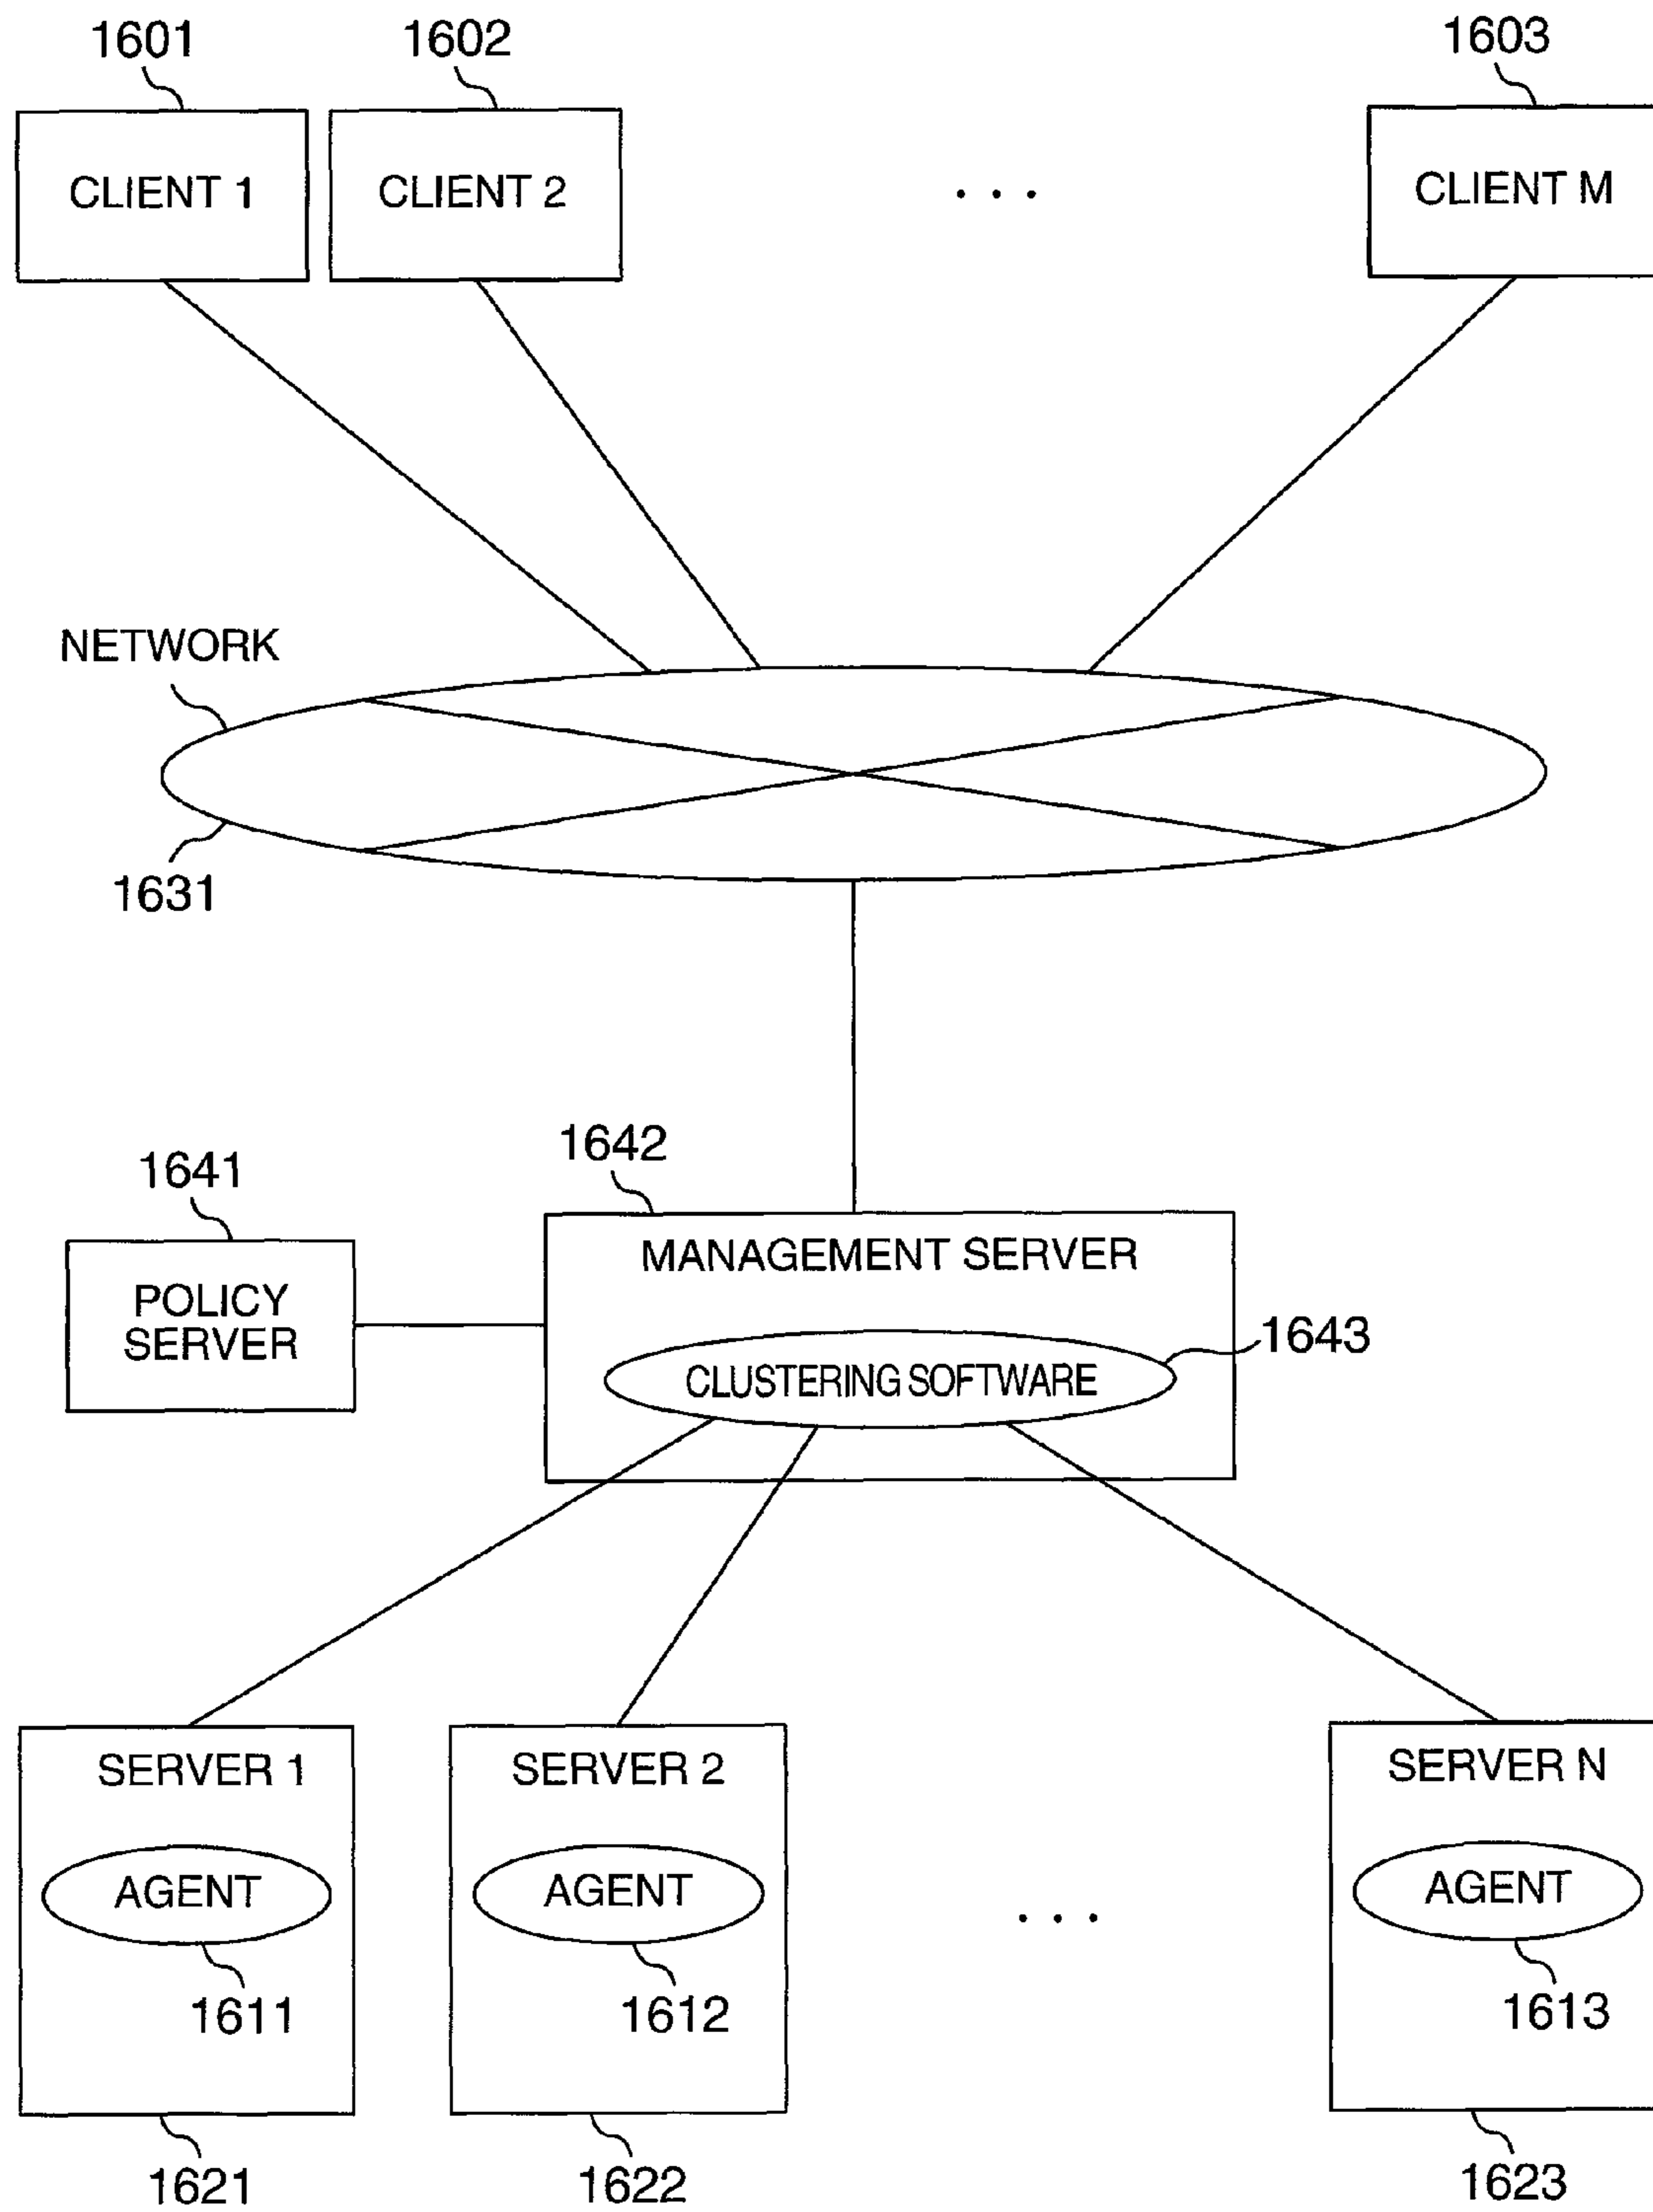 1601
1602
1603
CLIENT 1
CLIENT 2
. . .
CLIENT M
NETWORK
1631
1642
1641
MANAGEMENT SERVER
POLICY
SERVER
1643
CLUSTERING SOFTWARE
SERVER 1
SERVER 2
SERVER N
AGENT
AGENT
. . .
AGENT
1611
1612
1613
1621
1622
1623